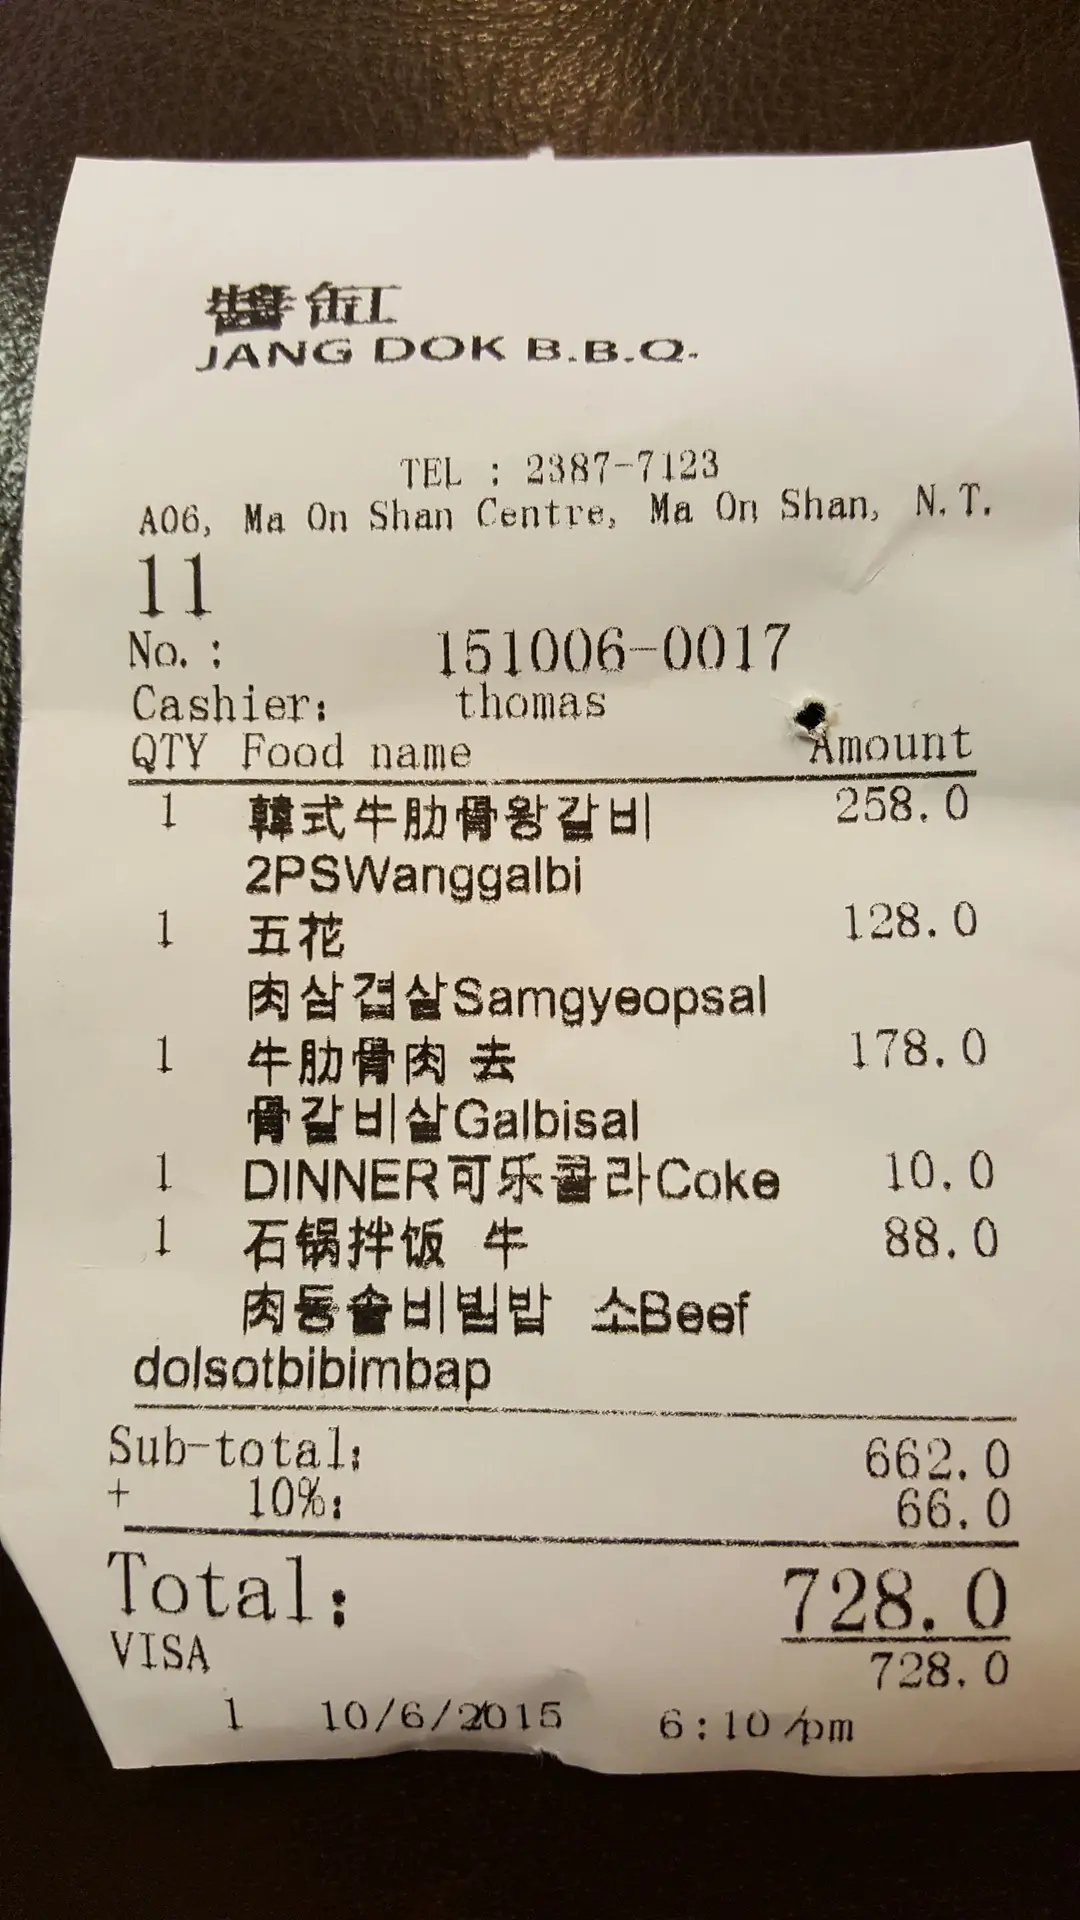 醬缸
JANG DOK B.B.Q.
TEL : 2387-7123
A06, Ma On Shan Centre, Ma On Shan, N.T.
11
No. : 151006-0017
Cashier: thomas
QTY Food name Amount
1 韓式牛肋骨왕갈비 258.0
2PSWanggalbi
1 五花 128.0
肉삼겹살Samgyeopsal
1 牛肋骨肉 去 178.0
骨갈비살Galbisal
1 DINNER可乐콜라Coke 10.0
1 石锅拌饭 牛 88.0
肉동솥비빔밥 소Beef
dolsotbibimbap
Sub-total: 662.0
+ 10%: 66.0
Total: 728.0
VISA 728.0
1 10/6/2015 6:10 pm